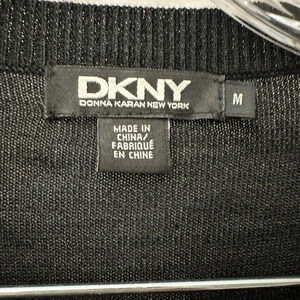 DKNY
DONNA KARAN NEW YORK
M
MADE IN
CHINA/
FABRIQUÉ
EN CHINE